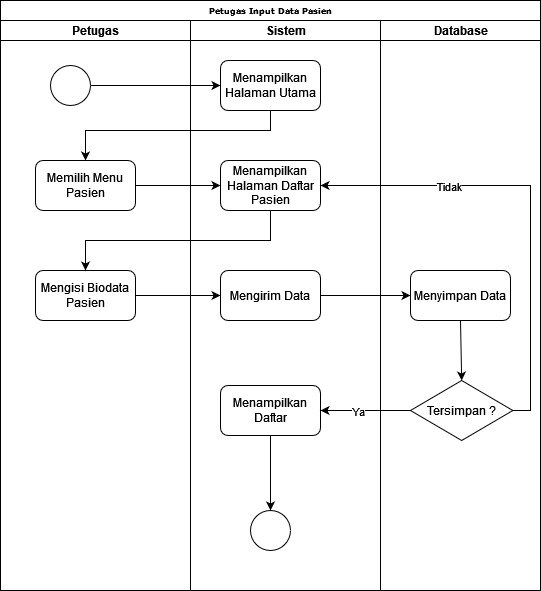 Petugas Input Data Pasien
Petugas
Sistem
Database
Menampilkan
Halaman Utama
Memilih Menu
Pasien
Menampilkan
Halaman Daftar
Pasien
Tidak
Mengisi Biodata
Pasien
Mengirim Data
Menyimpan Data
Menampilkan
Daftar
Ya
Tersimpan ?